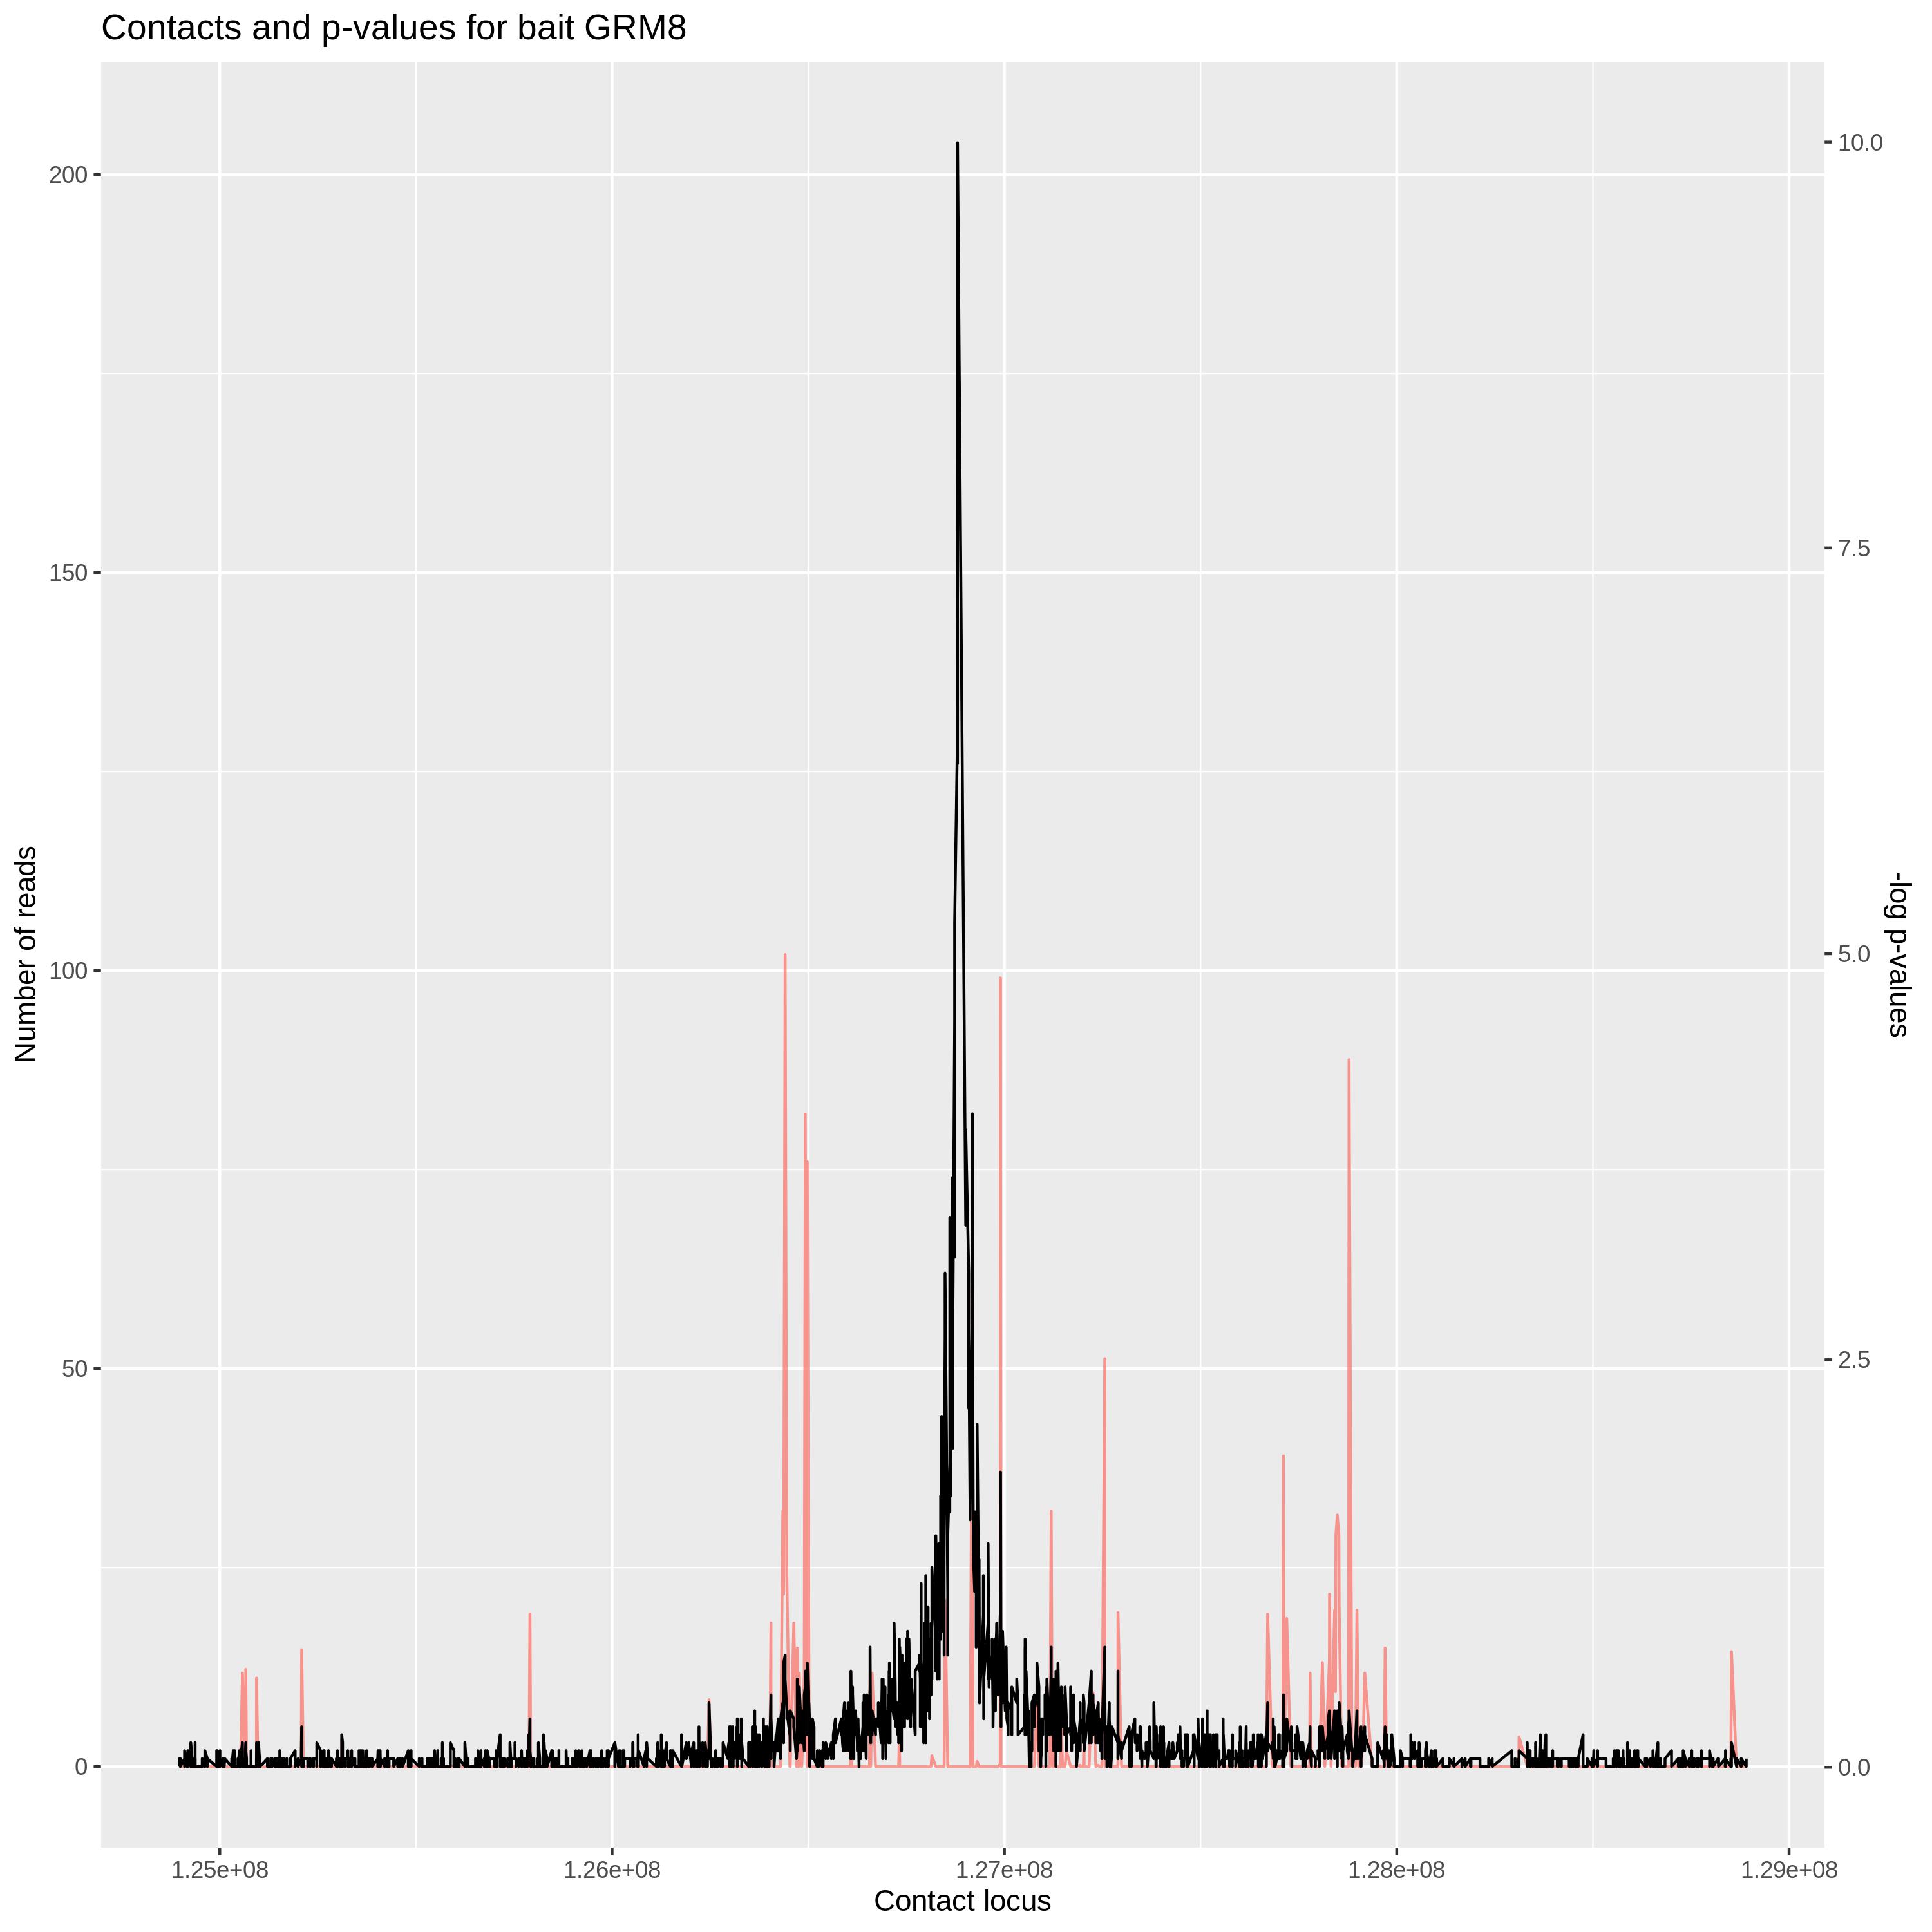 Contacts and p-values for bait GRM8
Number of reads
200
150
100
50
0
10.0
7.5
5.0
2.5
0.0
-log p-values
1.25e+08
1.26e+08
1.27e+08
1.28e+08
1.29e+08
Contact locus